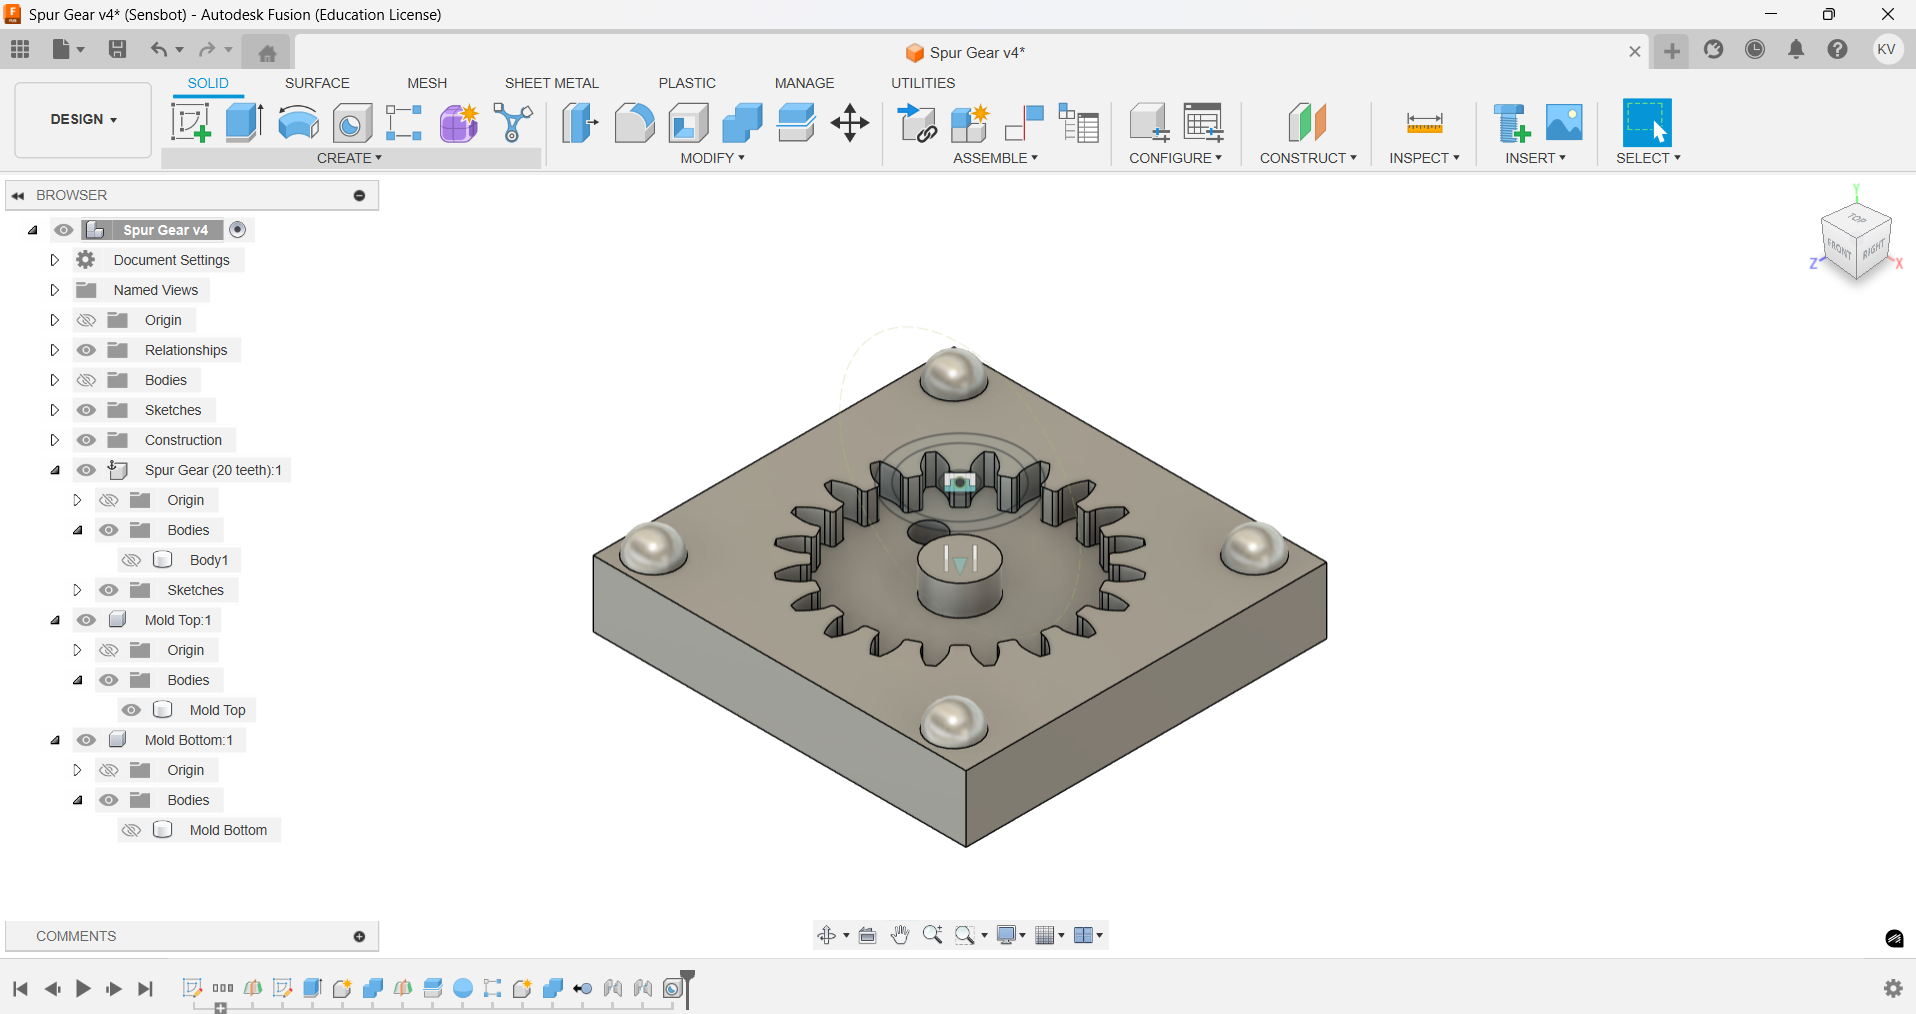 Spur Gear v4* (Sensbot) - Autodesk Fusion (Education License)
Spur Gear v4*
KV
DESIGN
SOLID
SURFACE
MESH
SHEET METAL
PLASTIC
MANAGE
UTILITIES
CREATE
MODIFY
ASSEMBLE
CONFIGURE
CONSTRUCT
INSPECT
INSERT
SELECT
BROWSER
Spur Gear v4
Document Settings
Named Views
Origin
Relationships
Bodies
Sketches
Construction
Spur Gear (20 teeth):1
Origin
Bodies
Body1
Sketches
Mold Top:1
Origin
Bodies
Mold Top
Mold Bottom:1
Origin
Bodies
Mold Bottom
Y
TOP
FRONT
RIGHT
Z
X
COMMENTS